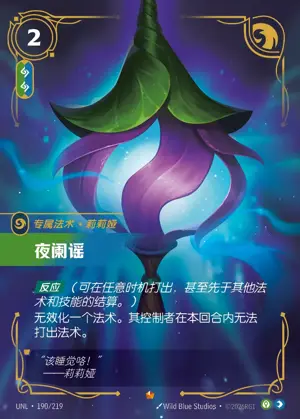 2
专属法术·莉莉娅
夜阑谣
反应（可在任意时机打出，甚至先于其他法
术和技能的结算。）
无效化一个法术。其控制者在本回合内无法
打出法术。
“该睡觉咯！”
——莉莉娅
UNL • 190/219
Wild Blue Studios